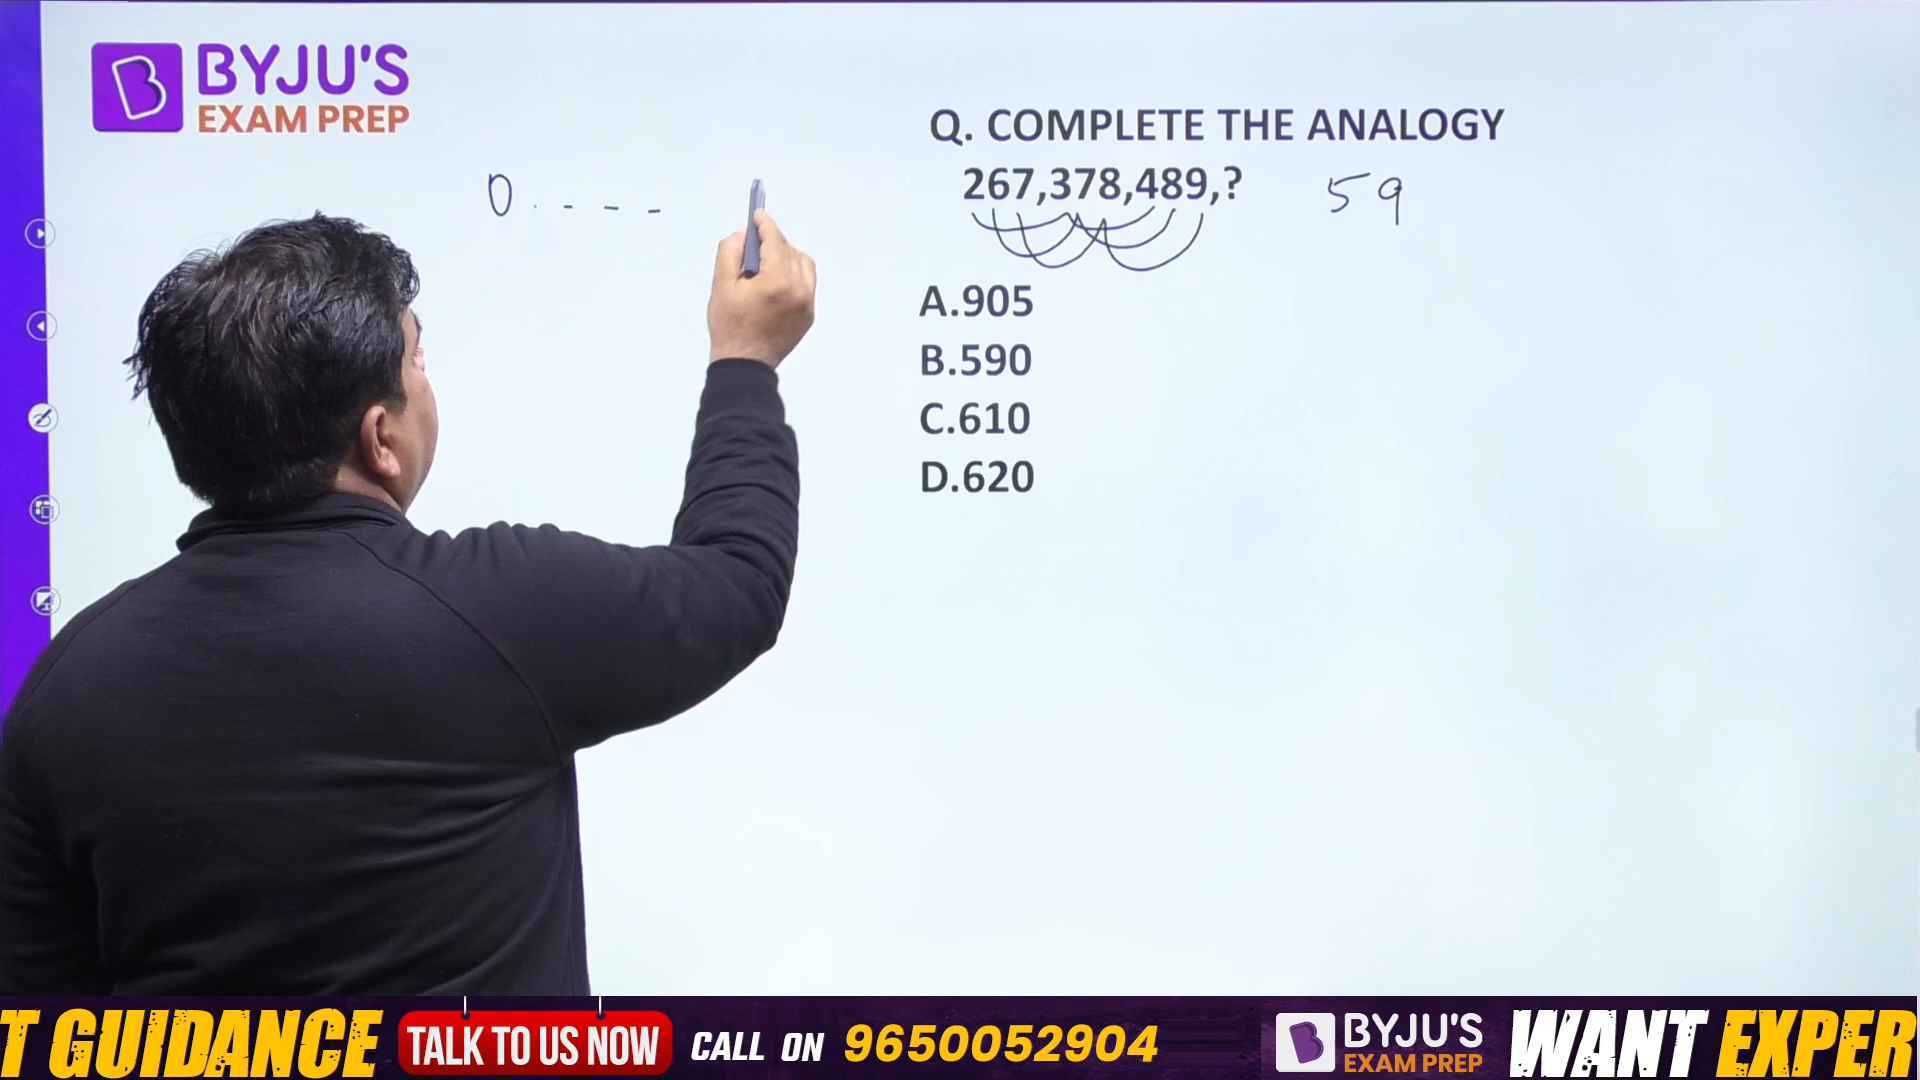 BYJU'S
EXAM PREP
Q. COMPLETE THE ANALOGY
267,378,489,?
59
0 . - - -
A.905
B.590
C.610
D.620
T GUIDANCE
TALK TO US NOW
CALL ON 9650052904
BYJU'S
EXAM PREP
WANT EXPER